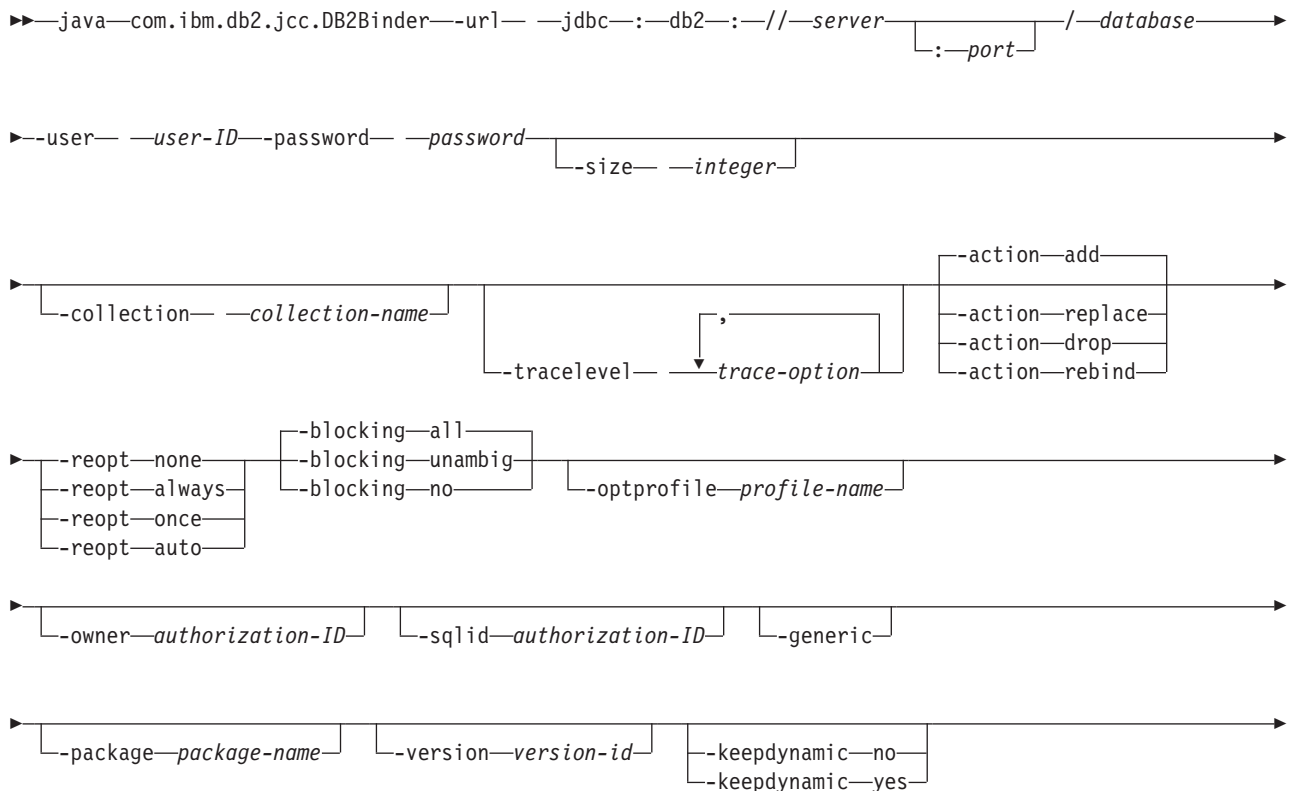 java com.ibm.db2.jcc.DB2Binder -url jdbc : db2 : // server / database
: port
-user user-ID -password password
-size integer
-action add
-collection collection-name , -action replace
-tracelevel trace-option -action drop
-action rebind
-blocking all
-reopt none -blocking unambig
-reopt always -blocking no -optprofile profile-name
-reopt once
-reopt auto
-owner authorization-ID -sqlid authorization-ID -generic
-package package-name -version version-id -keepdynamic no
-keepdynamic yes